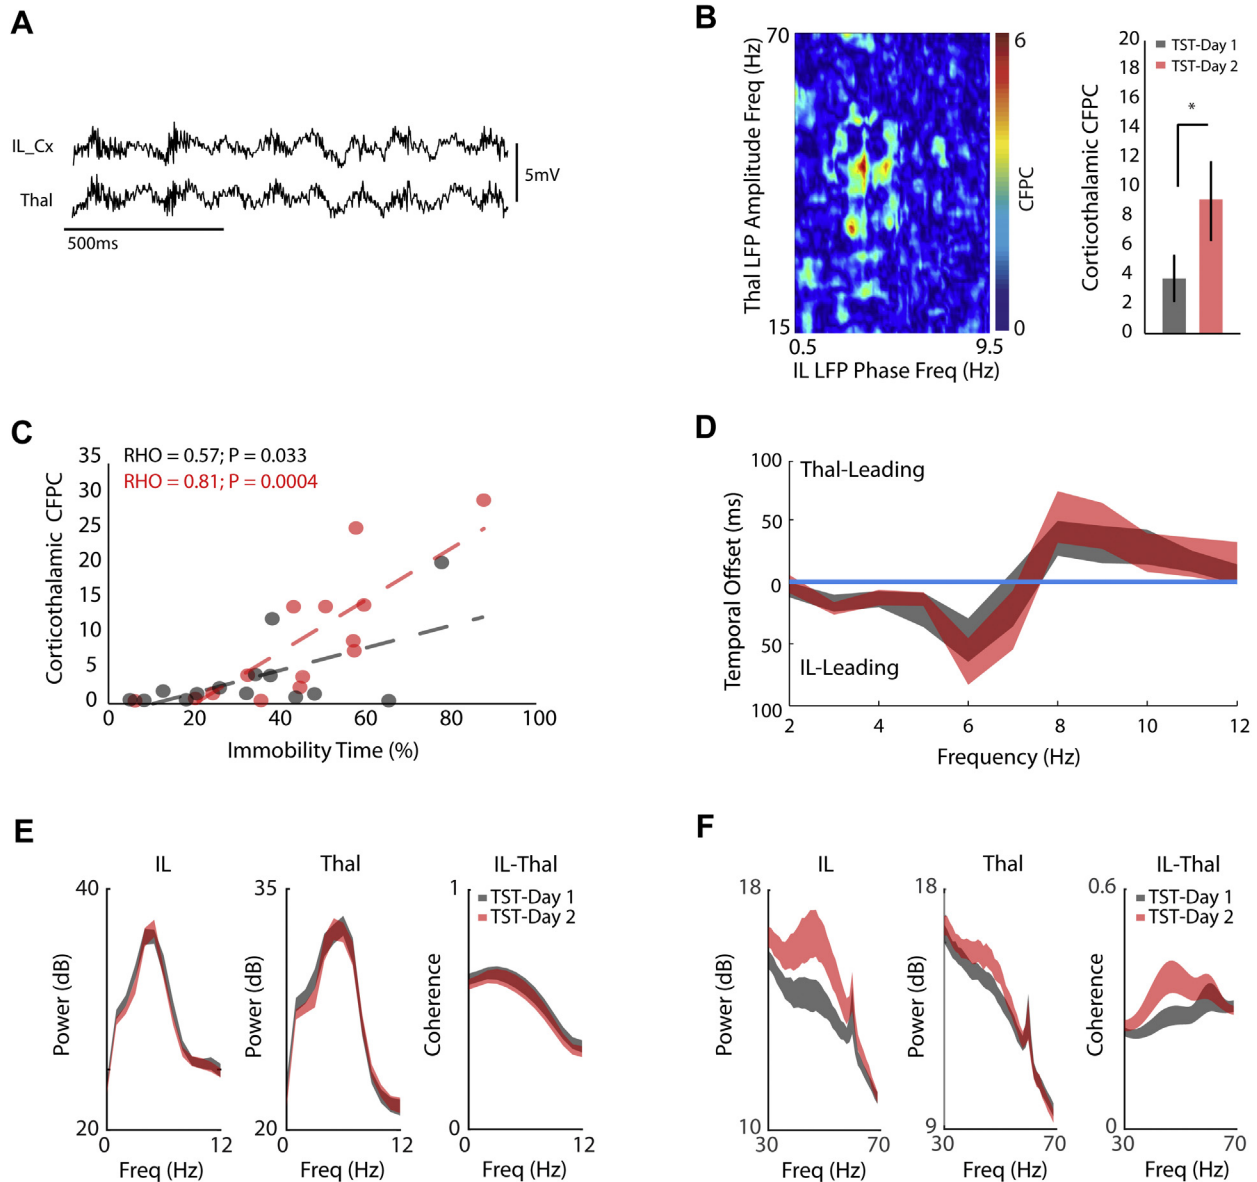 A
IL_Cx
Thal
5mV
500ms
B
Thal LFP Amplitude Freq (Hz)
70
15
0.5
9.5
IL LFP Phase Freq (Hz)
6
0
CFPC
Corticothalamic CFPC
20
18
16
14
12
10
8
6
4
2
0
TST-Day 1
TST-Day 2
*
C
RHO = 0.57; P = 0.033
RHO = 0.81; P = 0.0004
Corticothalamic CFPC
35
30
25
20
15
10
5
0
0 20 40 60 80 100
Immobility Time (%)
D
Thal-Leading
IL-Leading
Temporal Offset (ms)
100
50
0
50
100
2 4 6 8 10 12
Frequency (Hz)
E
IL
Power (dB)
40
20
0 12
Freq (Hz)
Thal
Power (dB)
35
20
0 12
Freq (Hz)
IL-Thal
TST-Day 1
TST-Day 2
Coherence
1
0
0 12
Freq (Hz)
F
IL
Power (dB)
18
10
30 70
Freq (Hz)
Thal
Power (dB)
18
9
30 70
Freq (Hz)
IL-Thal
TST-Day 1
TST-Day 2
Coherence
0.6
0
30 70
Freq (Hz)